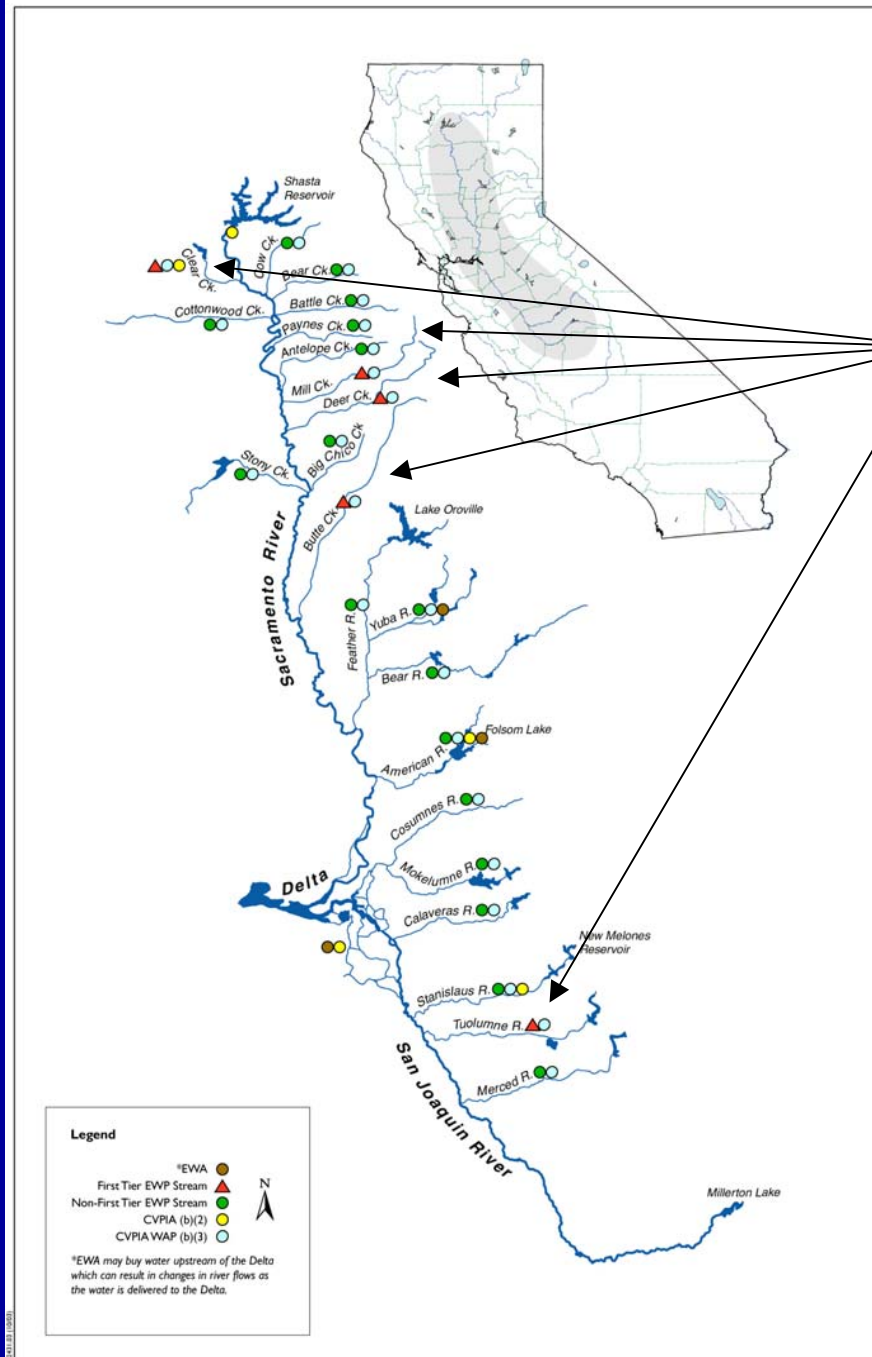 Shasta
Reservoir
Cow Ck.
Clear Ck.
Bear Ck.
Cottonwood Ck.
Battle Ck.
Paynes Ck.
Antelope Ck.
Mill Ck.
Deer Ck.
Big Chico Ck
Stony Ck.
Butte Ck.
Lake Oroville
Sacramento River
Feather R.
Yuba R.
Bear R.
Folsom Lake
American R.
Cosumnes R.
Mokelumne R.
Delta
Calaveras R.
New Melones
Reservoir
Stanislaus R.
Tuolumne R.
Merced R.
San Joaquin River
Millerton Lake
Legend
*EWA
First Tier EWP Stream
Non-First Tier EWP Stream
CVPIA (b)(2)
CVPIA WAP (b)(3)
N
*EWA may buy water upstream of the Delta
which can result in changes in river flows as
the water is delivered to the Delta.